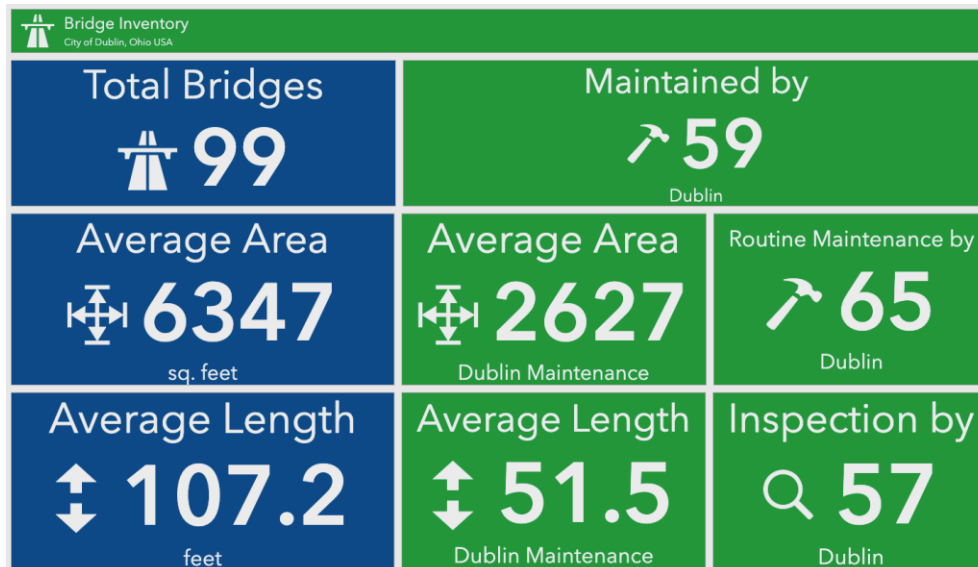 Bridge Inventory
City of Dublin, Ohio USA
Total Bridges
99
Maintained by
59
Dublin
Average Area
6347
sq. feet
Average Area
2627
Dublin Maintenance
Routine Maintenance by
65
Dublin
Average Length
107.2
feet
Average Length
51.5
Dublin Maintenance
Inspection by
57
Dublin